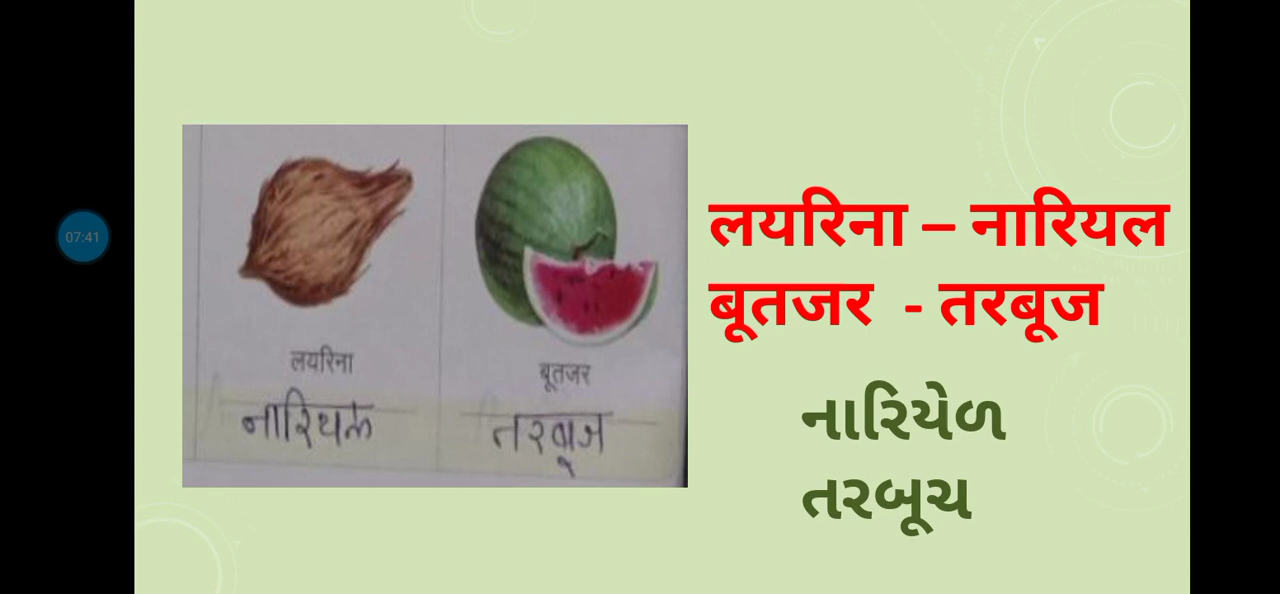 07:41
लयरिना
बूतजर
नारियल
तरबूज
लयरिना – नारियल
बूतजर - तरबूज
નારિયેળ
તરબૂચ